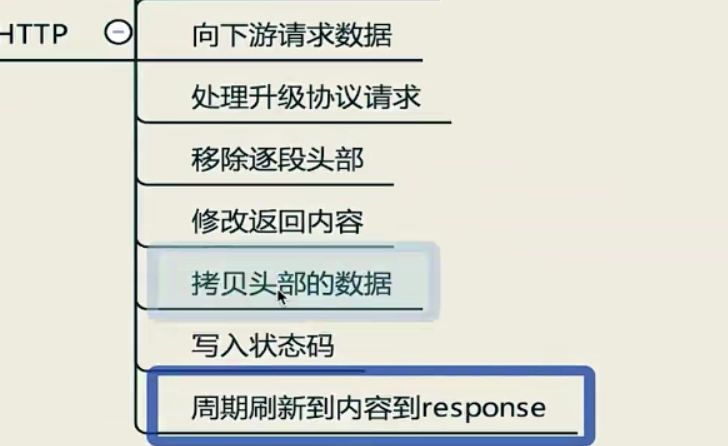 HTTP
向下游请求数据
处理升级协议请求
移除逐段头部
修改返回内容
拷贝头部的数据
写入状态码
周期刷新到内容到response